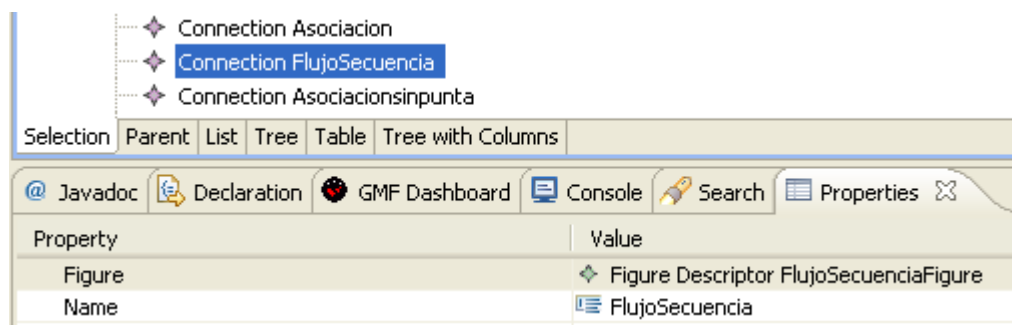 Connection Asociacion
Connection FlujoSecuencia
Connection Asociacionsinpunta
Selection Parent List Tree Table Tree with Columns
@ Javadoc Declaration GMF Dashboard Console Search Properties
Property Value
Figure Figure Descriptor FlujoSecuenciaFigure
Name FlujoSecuencia